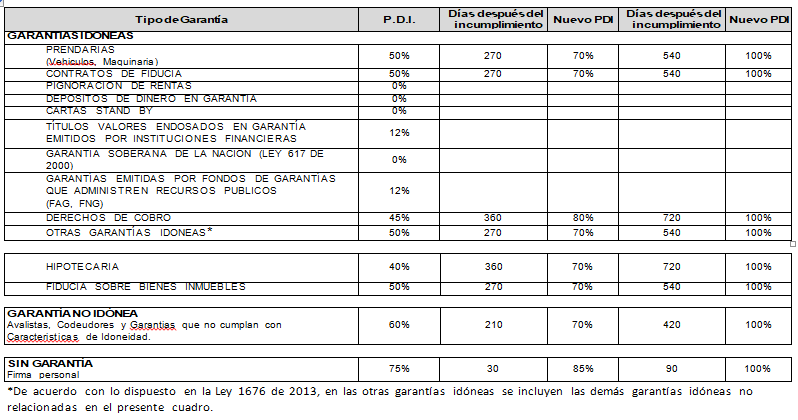 Tipo de Garantía P.D.I. Días después del incumplimiento Nuevo PDI Días después del incumplimiento Nuevo PDI
GARANTIAS IDONEAS
PRENDARIAS
(Vehiculos, Maquinaria) 50% 270 70% 540 100%
CONTRATOS DE FIDUCIA 50% 270 70% 540 100%
PIGNORACION DE RENTAS 0%
DEPOSITOS DE DINERO EN GARANTIA 0%
CARTAS STAND BY 0%
TÍTULOS VALORES ENDOSADOS EN GARANTÍA
EMITIDOS POR INSTITUCIONES FINANCIERAS 12%
GARANTIA SOBERANA DE LA NACION (LEY 617 DE
2000) 0%
GARANTÍAS EMITIDAS POR FONDOS DE GARANTÍAS
QUE ADMINISTREN RECURSOS PUBLICOS
(FAG, FNG) 12%
DERECHOS DE COBRO 45% 360 80% 720 100%
OTRAS GARANTÍAS IDONEAS* 50% 270 70% 540 100%
HIPOTECARIA 40% 360 70% 720 100%
FIDUCIA SOBRE BIENES INMUEBLES 50% 270 70% 540 100%
GARANTÍA NO IDÓNEA
Avalistas, Codeudores y Garantias que no cumplan con
Caracteristicas de Idoneidad. 60% 210 70% 420 100%
SIN GARANTÍA
Firma personal 75% 30 85% 90 100%
*De acuerdo con lo dispuesto en la Ley 1676 de 2013, en las otras garantías idóneas se incluyen las demás garantías idóneas no
relacionadas en el presente cuadro.